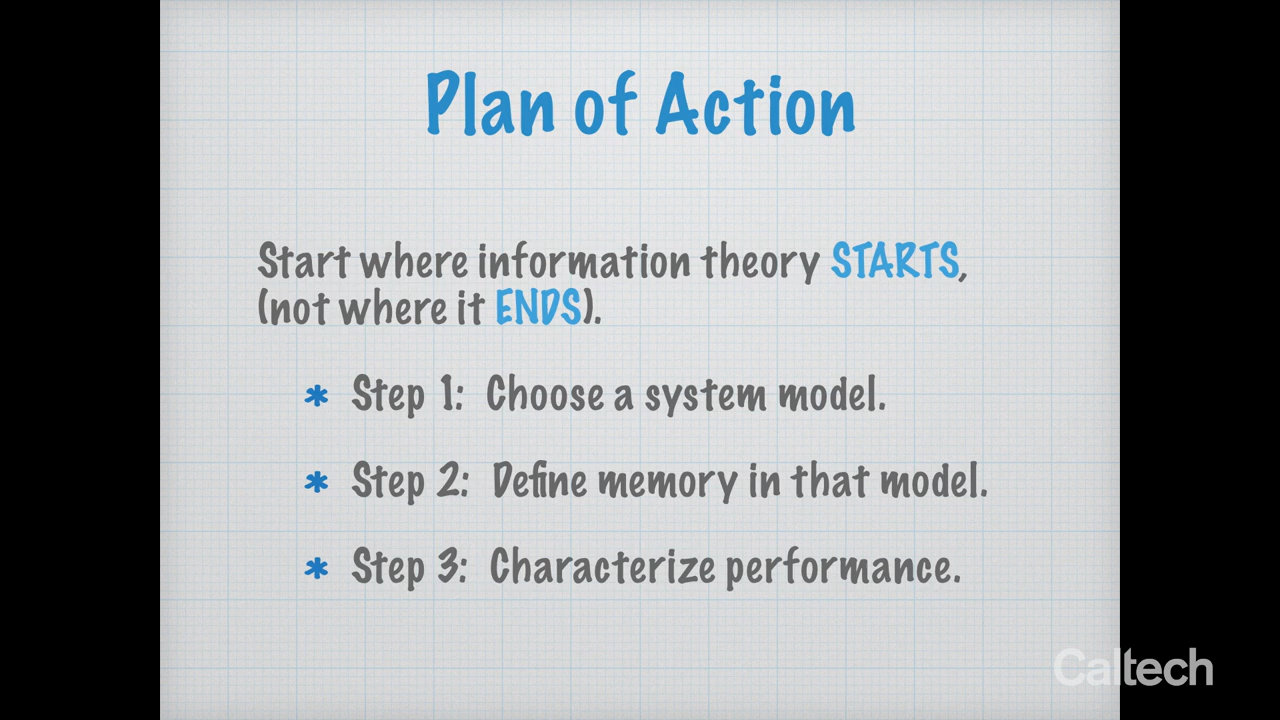 Plan of Action
Start where information theory STARTS,
(not where it ENDS).
* Step 1: Choose a system model.
* Step 2: Define memory in that model.
* Step 3: Characterize performance.
Caltech